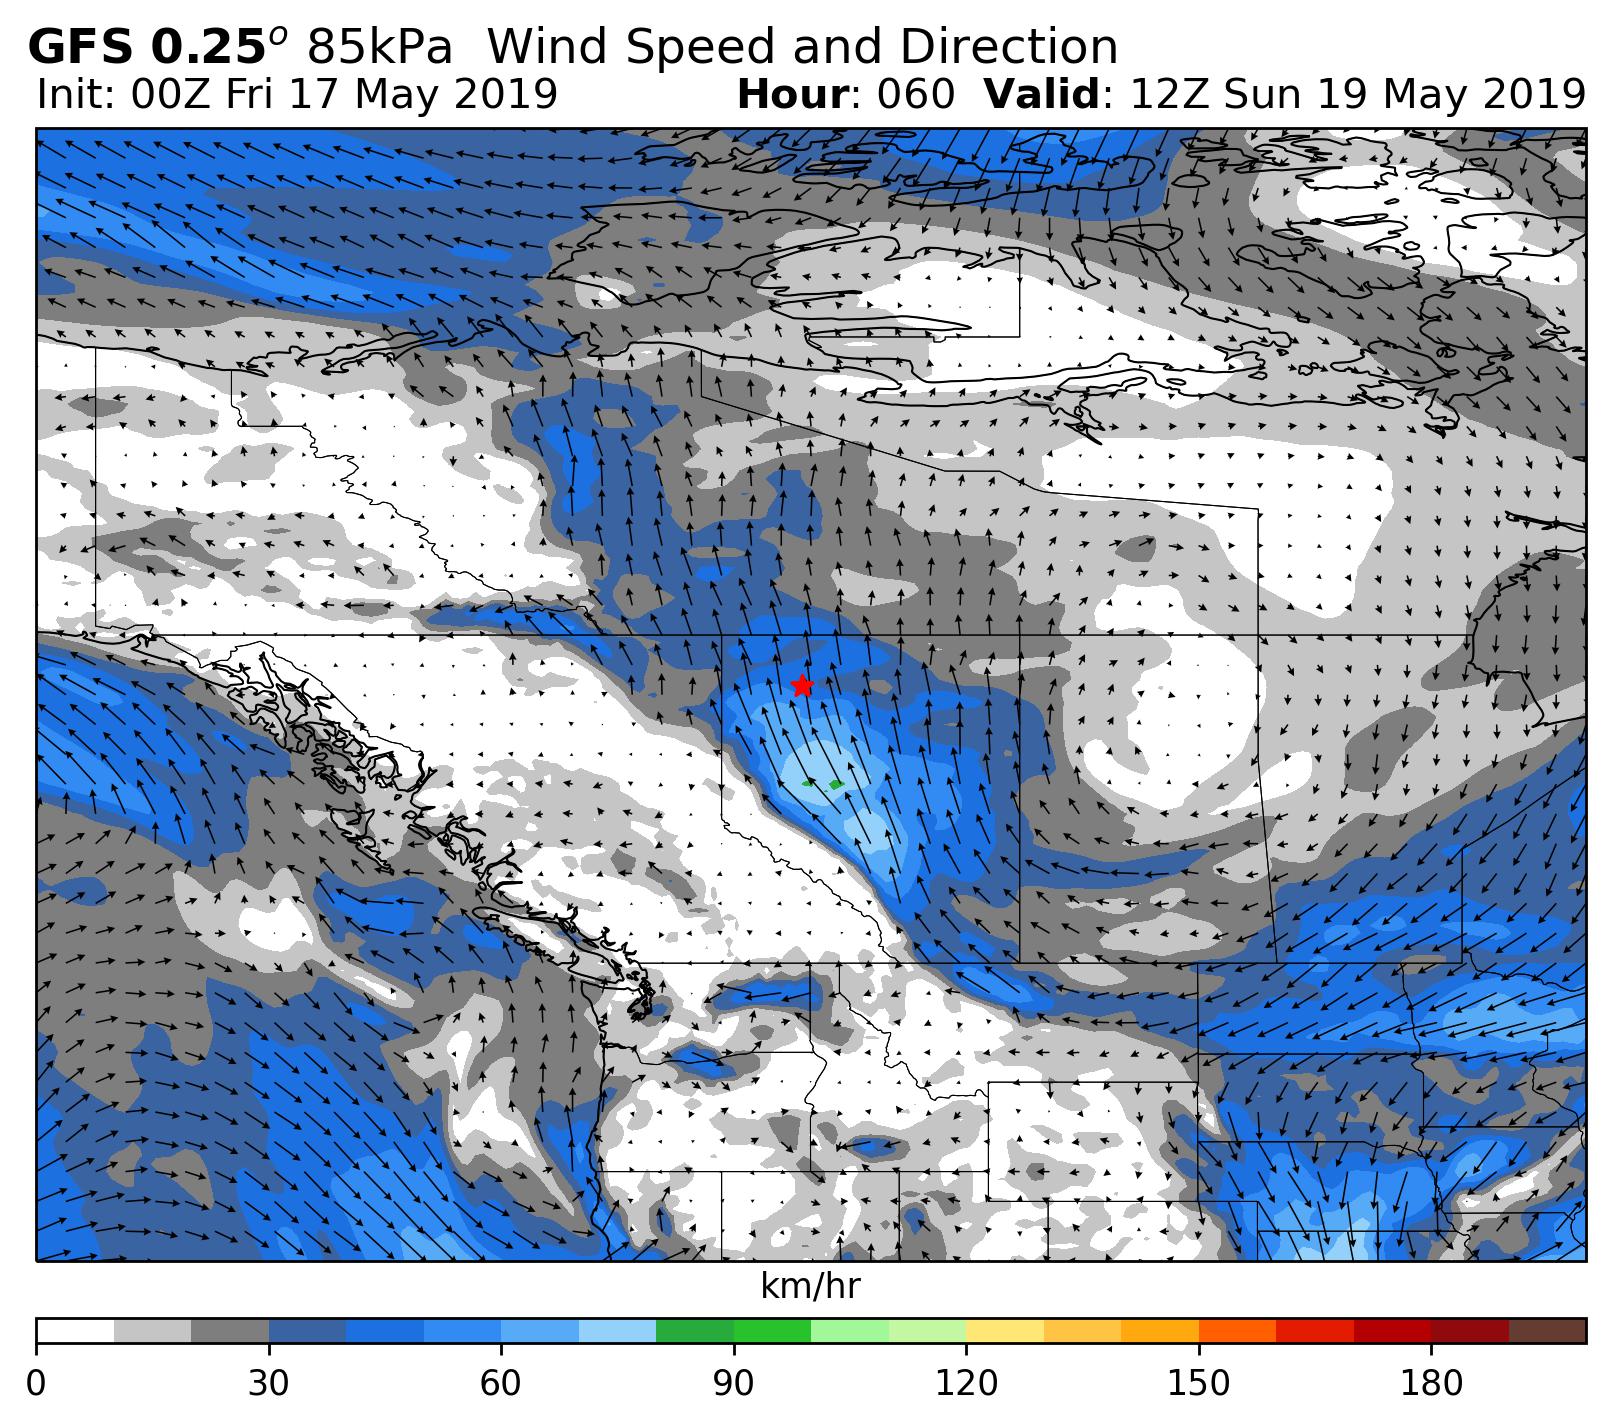 GFS 0.25° 85kPa Wind Speed and Direction
Init: 00Z Fri 17 May 2019 Hour: 060 Valid: 12Z Sun 19 May 2019
km/hr
0 30 60 90 120 150 180